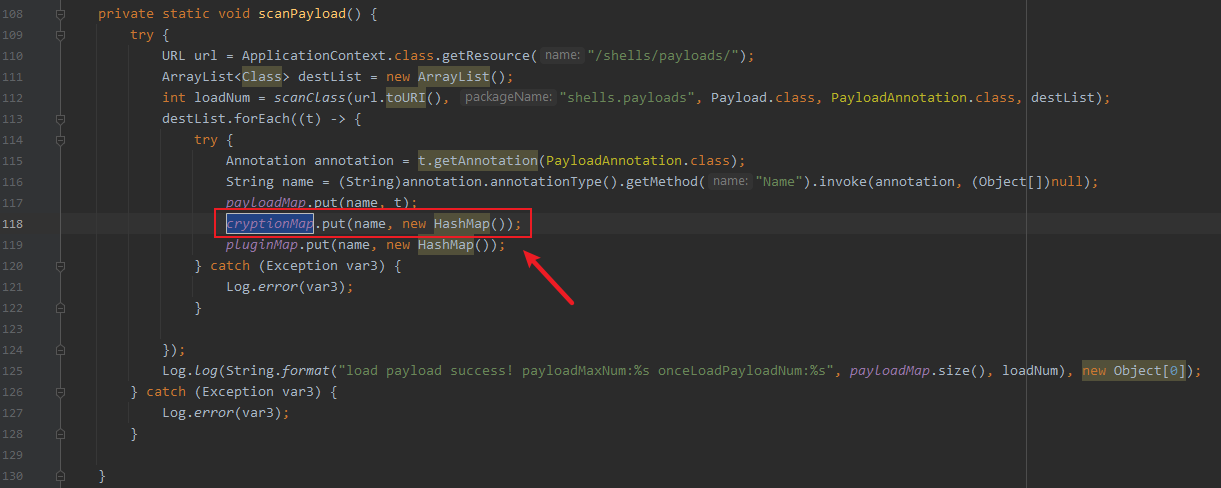 108 private static void scanPayload() {
109 try {
110 URL url = ApplicationContext.class.getResource( name: "/shells/payloads/");
111 ArrayList<Class> destList = new ArrayList();
112 int loadNum = scanClass(url.toURI(), packageName: "shells.payloads", Payload.class, PayloadAnnotation.class, destList);
113 destList.forEach((t) -> {
114 try {
115 Annotation annotation = t.getAnnotation(PayloadAnnotation.class);
116 String name = (String)annotation.annotationType().getMethod( name: "Name").invoke(annotation, (Object[])null);
117 payloadMap.put(name, t);
118 cryptionMap.put(name, new HashMap());
119 pluginMap.put(name, new HashMap());
120 } catch (Exception var3) {
121 Log.error(var3);
122 }
123
124 });
125 Log.log(String.format("load payload success! payloadMaxNum:%s onceLoadPayloadNum:%s", payloadMap.size(), loadNum), new Object[0]);
126 } catch (Exception var3) {
127 Log.error(var3);
128 }
129
130 }